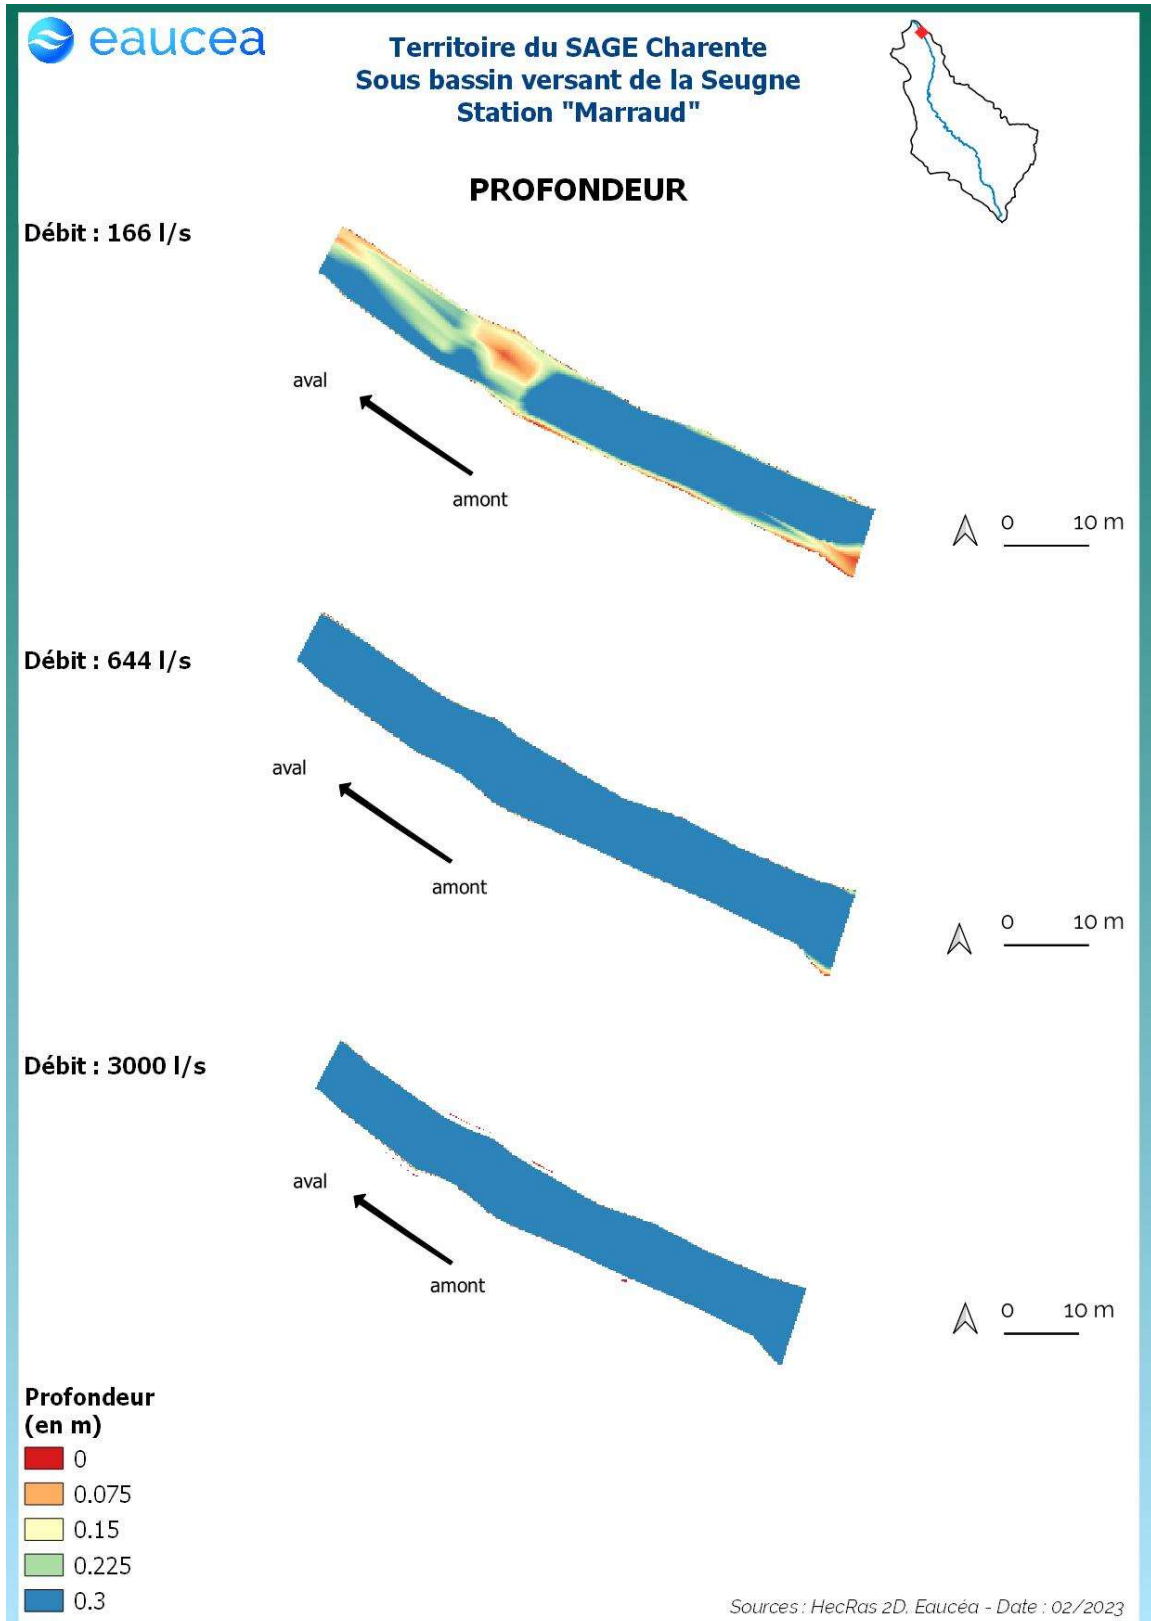 eaucea
Territoire du SAGE Charente
Sous bassin versant de la Seugne
Station "Marraud"
PROFONDEUR
Débit : 166 l/s
aval
amont
0 10 m
Débit : 644 l/s
aval
amont
0 10 m
Débit : 3000 l/s
aval
amont
0 10 m
Profondeur
(en m)
0
0.075
0.15
0.225
0.3
Sources : HecRas 2D, Eaucéa - Date : 02/2023